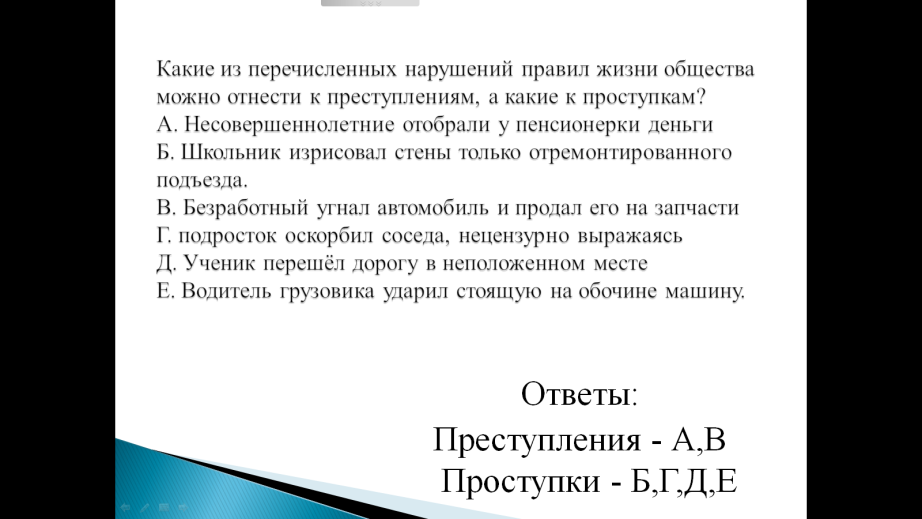 Какие из перечисленных нарушений правил жизни общества
можно отнести к преступлениям, а какие к проступкам?
А. Несовершеннолетние отобрали у пенсионерки деньги
Б. Школьник изрисовал стены только отремонтированного
подъезда.
В. Безработный угнал автомобиль и продал его на запчасти
Г. подросток оскорбил соседа, нецензурно выражаясь
Д. Ученик перешёл дорогу в неположенном месте
Е. Водитель грузовика ударил стоящую на обочине машину.
Ответы:
Преступления - А,В
Проступки - Б,Г,Д,Е